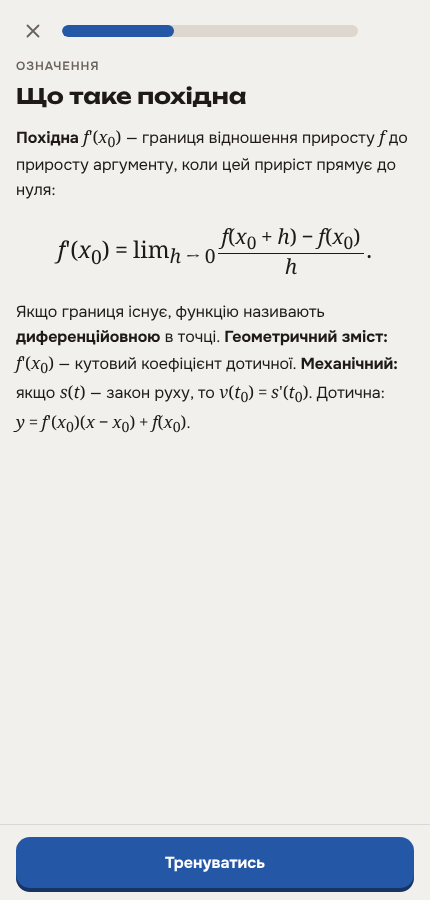 ОЗНАЧЕННЯ
Що таке похідна
Похідна f'(x₀) — границя відношення приросту f до
приросту аргументу, коли цей приріст прямує до
нуля:
f'(x₀) = lim h→0 (f(x₀ + h) − f(x₀)) / h.
Якщо границя існує, функцію називають
диференційовною в точці. Геометричний зміст:
f'(x₀) — кутовий коефіцієнт дотичної. Механічний:
якщо s(t) — закон руху, то v(t₀) = s'(t₀). Дотична:
y = f'(x₀)(x − x₀) + f(x₀).
Тренуватись